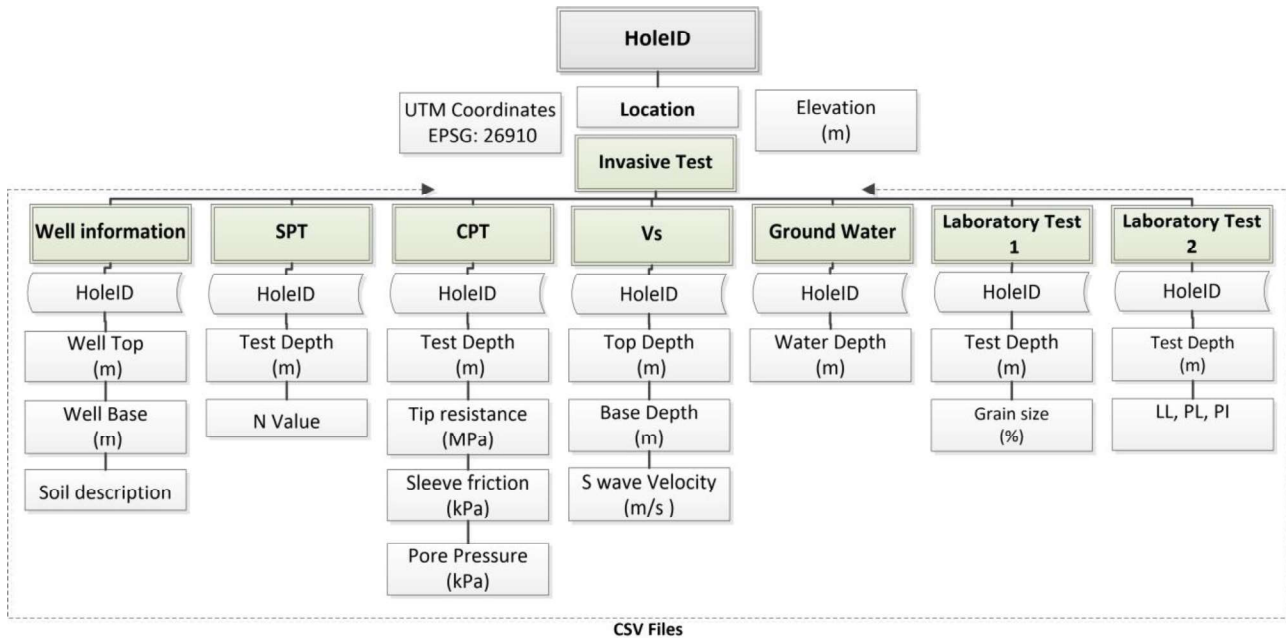 HoleID
UTM Coordinates
EPSG: 26910
Location
Elevation
(m)
Invasive Test
Well information
SPT
CPT
Vs
Ground Water
Laboratory Test
1
Laboratory Test
2
HoleID
HoleID
HoleID
HoleID
HoleID
HoleID
HoleID
Well Top
(m)
Test Depth
(m)
Test Depth
(m)
Top Depth
(m)
Water Depth
(m)
Test Depth
(m)
Test Depth
(m)
Well Base
(m)
N Value
Tip resistance
(MPa)
Base Depth
(m)
Grain size
(%)
LL, PL, PI
Soil description
Sleeve friction
(kPa)
S wave Velocity
(m/s )
Pore Pressure
(kPa)
CSV Files